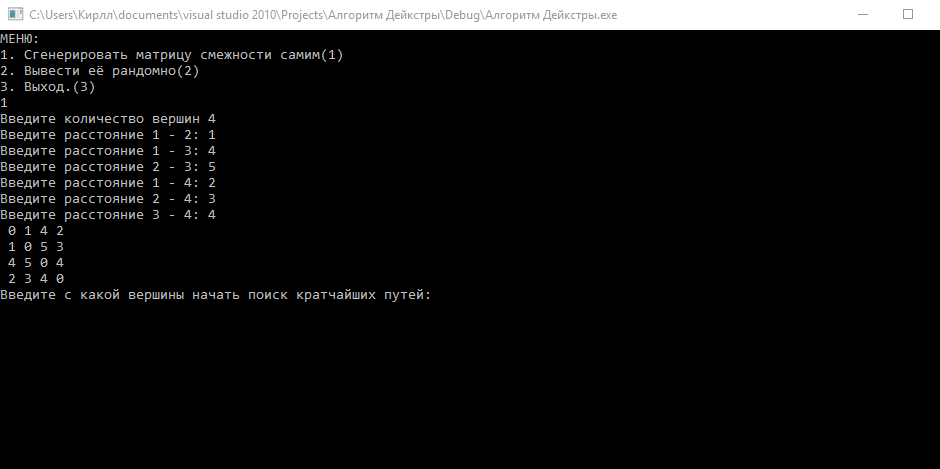 C:\Users\Кирлл\documents\visual studio 2010\Projects\Алгоритм Дейкстры\Debug\Алгоритм Дейкстры.exe
МЕНЮ:
1. Сгенерировать матрицу смежности самим(1)
2. Вывести её рандомно(2)
3. Выход.(3)
1
Введите количество вершин 4
Введите расстояние 1 - 2: 1
Введите расстояние 1 - 3: 4
Введите расстояние 2 - 3: 5
Введите расстояние 1 - 4: 2
Введите расстояние 2 - 4: 3
Введите расстояние 3 - 4: 4
0 1 4 2
1 0 5 3
4 5 0 4
2 3 4 0
Введите с какой вершины начать поиск кратчайших путей: